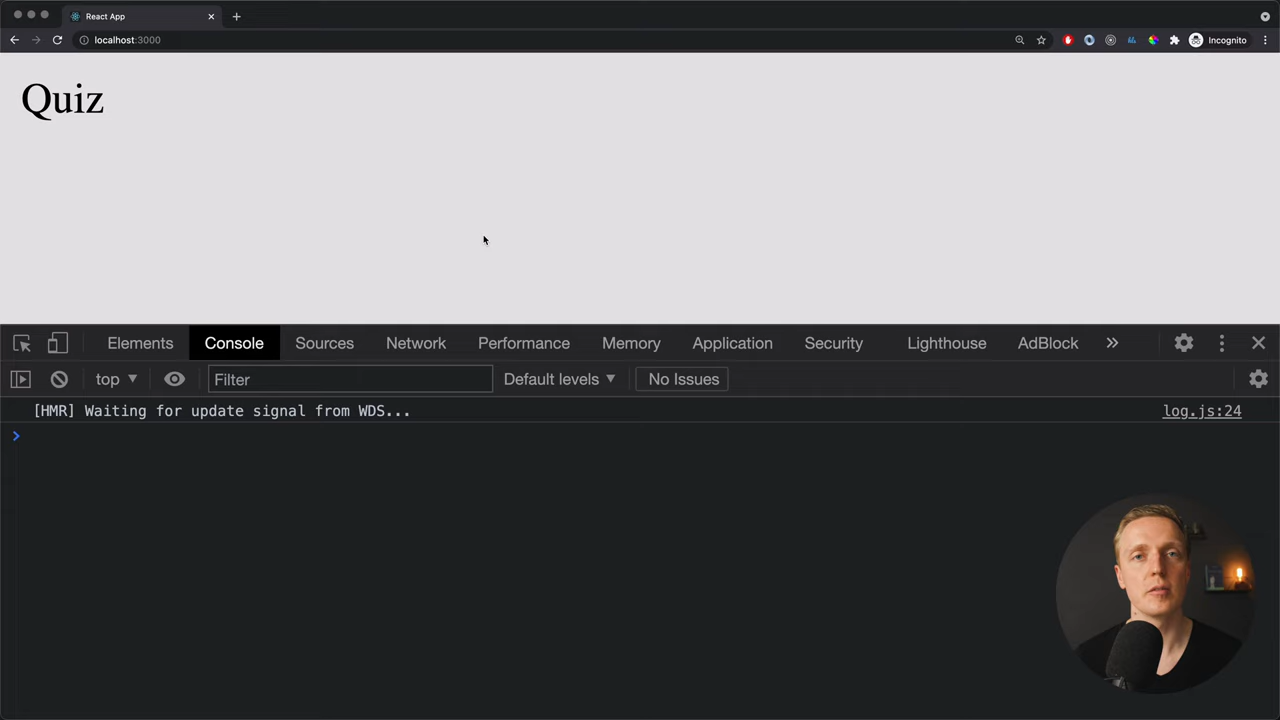 React App
localhost:3000
Incognito
Quiz
Elements Console Sources Network Performance Memory Application Security Lighthouse AdBlock
top Filter Default levels No Issues
[HMR] Waiting for update signal from WDS... log.js:24